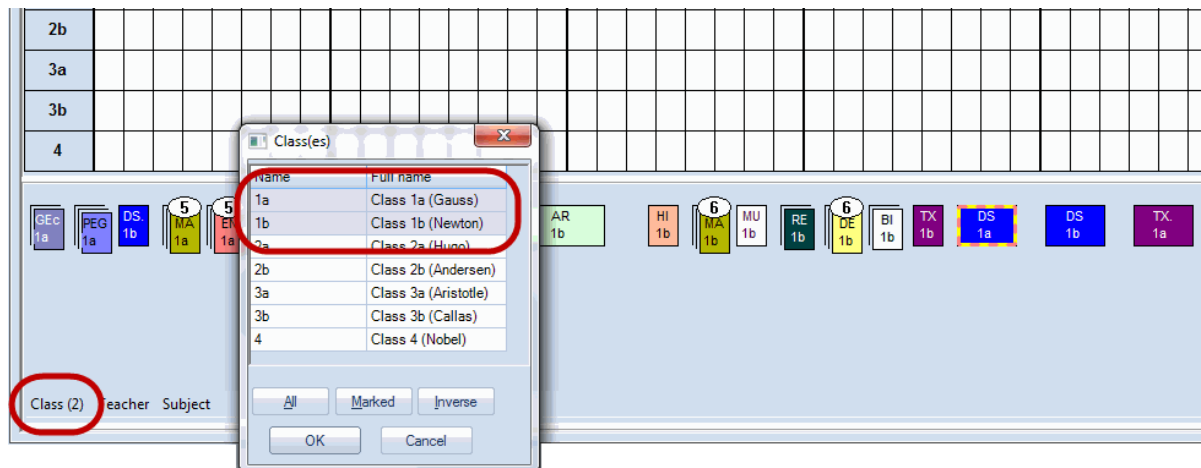 2b
3a
3b
4
Class(es)
Name Full name
1a Class 1a (Gauss)
1b Class 1b (Newton)
2a Class 2a (Hugo)
2b Class 2b (Andersen)
3a Class 3a (Aristotle)
3b Class 3b (Callas)
4 Class 4 (Nobel)
All Marked Inverse
OK Cancel
GEc
1a
PEG
1a
DS.
1b
5
MA
1a
5
1a
AR
1b
HI
1b
6
MA
1b
MU
1b
RE
1b
6
DE
1b
BI
1b
TX
1b
DS
1a
DS
1b
TX.
1a
Class (2) Teacher Subject